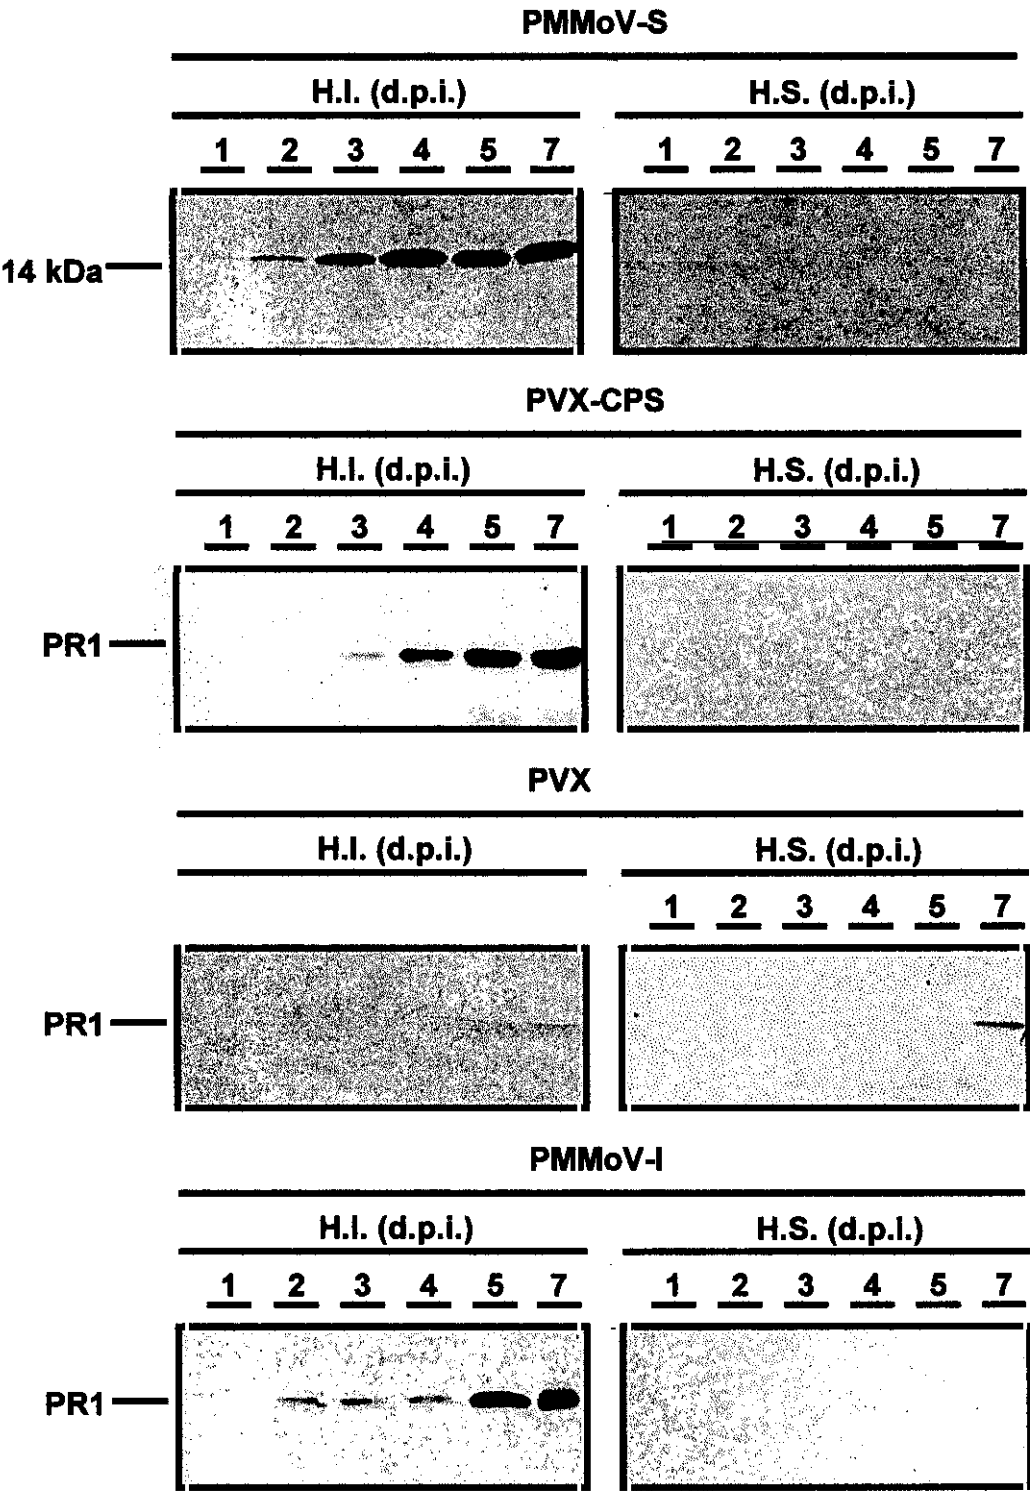 PMMoV-S
H.I. (d.p.i.) H.S. (d.p.i.)
1 2 3 4 5 7 1 2 3 4 5 7
14 kDa
PVX-CPS
H.I. (d.p.i.) H.S. (d.p.i.)
1 2 3 4 5 7 1 2 3 4 5 7
PR1
PVX
H.I. (d.p.i.) H.S. (d.p.i.)
1 2 3 4 5 7
PR1
PMMoV-I
H.I. (d.p.i.) H.S. (d.p.i.)
1 2 3 4 5 7 1 2 3 4 5 7
PR1